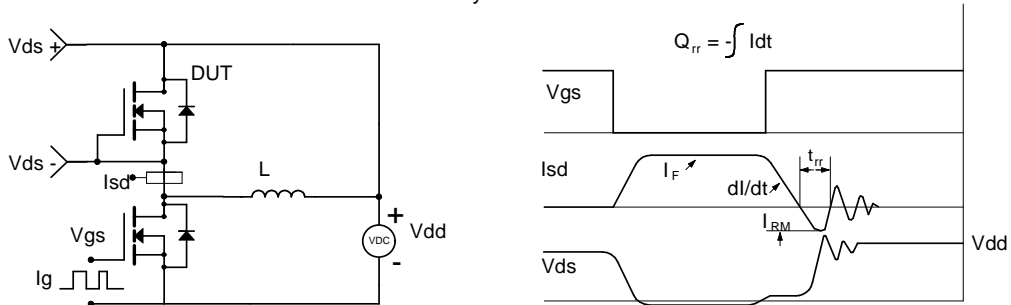 Vds +
DUT
Vds -
Isd
L
Vgs
Ig
+
VDC
-
Vdd
Q rr = - ∫ Idt
Vgs
Isd
I F
dI/dt
t rr
I RM
Vds
Vdd